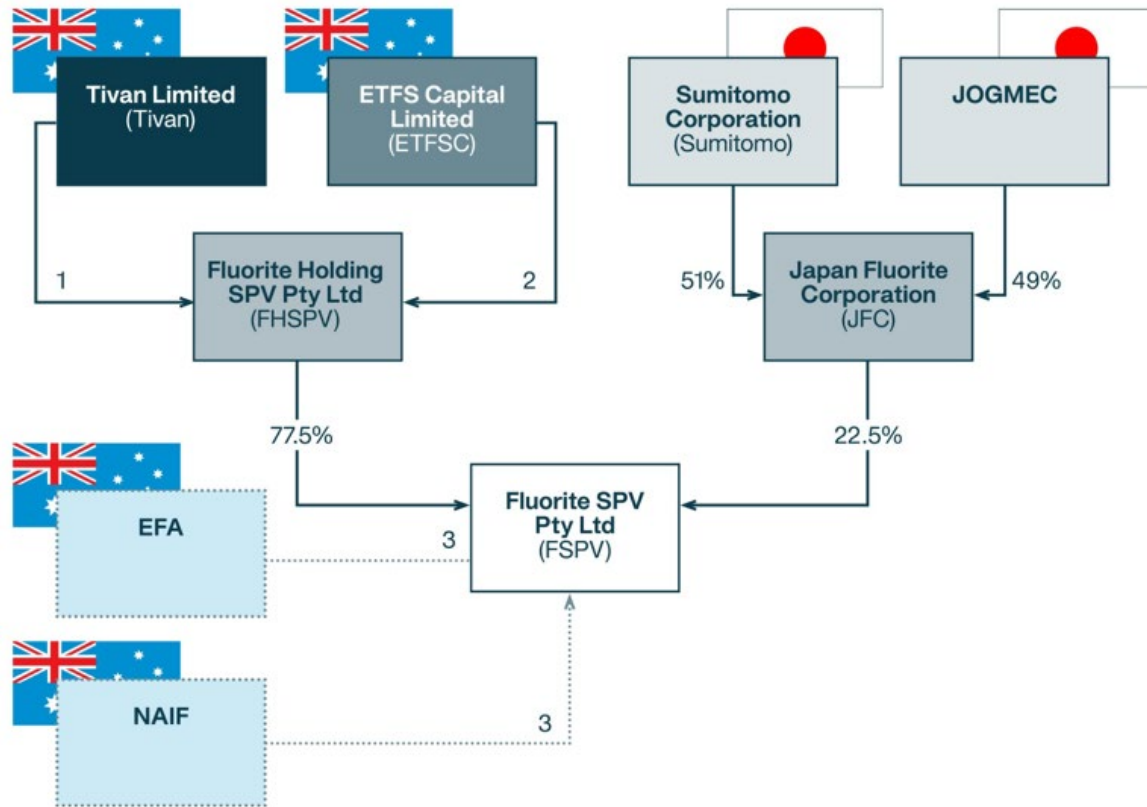 Tivan Limited
(Tivan)
ETFS Capital
Limited
(ETFSC)
Sumitomo
Corporation
(Sumitomo)
JOGMEC
1
Fluorite Holding
SPV Pty Ltd
(FHSPV)
2
51%
Japan Fluorite
Corporation
(JFC)
49%
77.5%
22.5%
EFA
3
Fluorite SPV
Pty Ltd
(FSPV)
NAIF
3